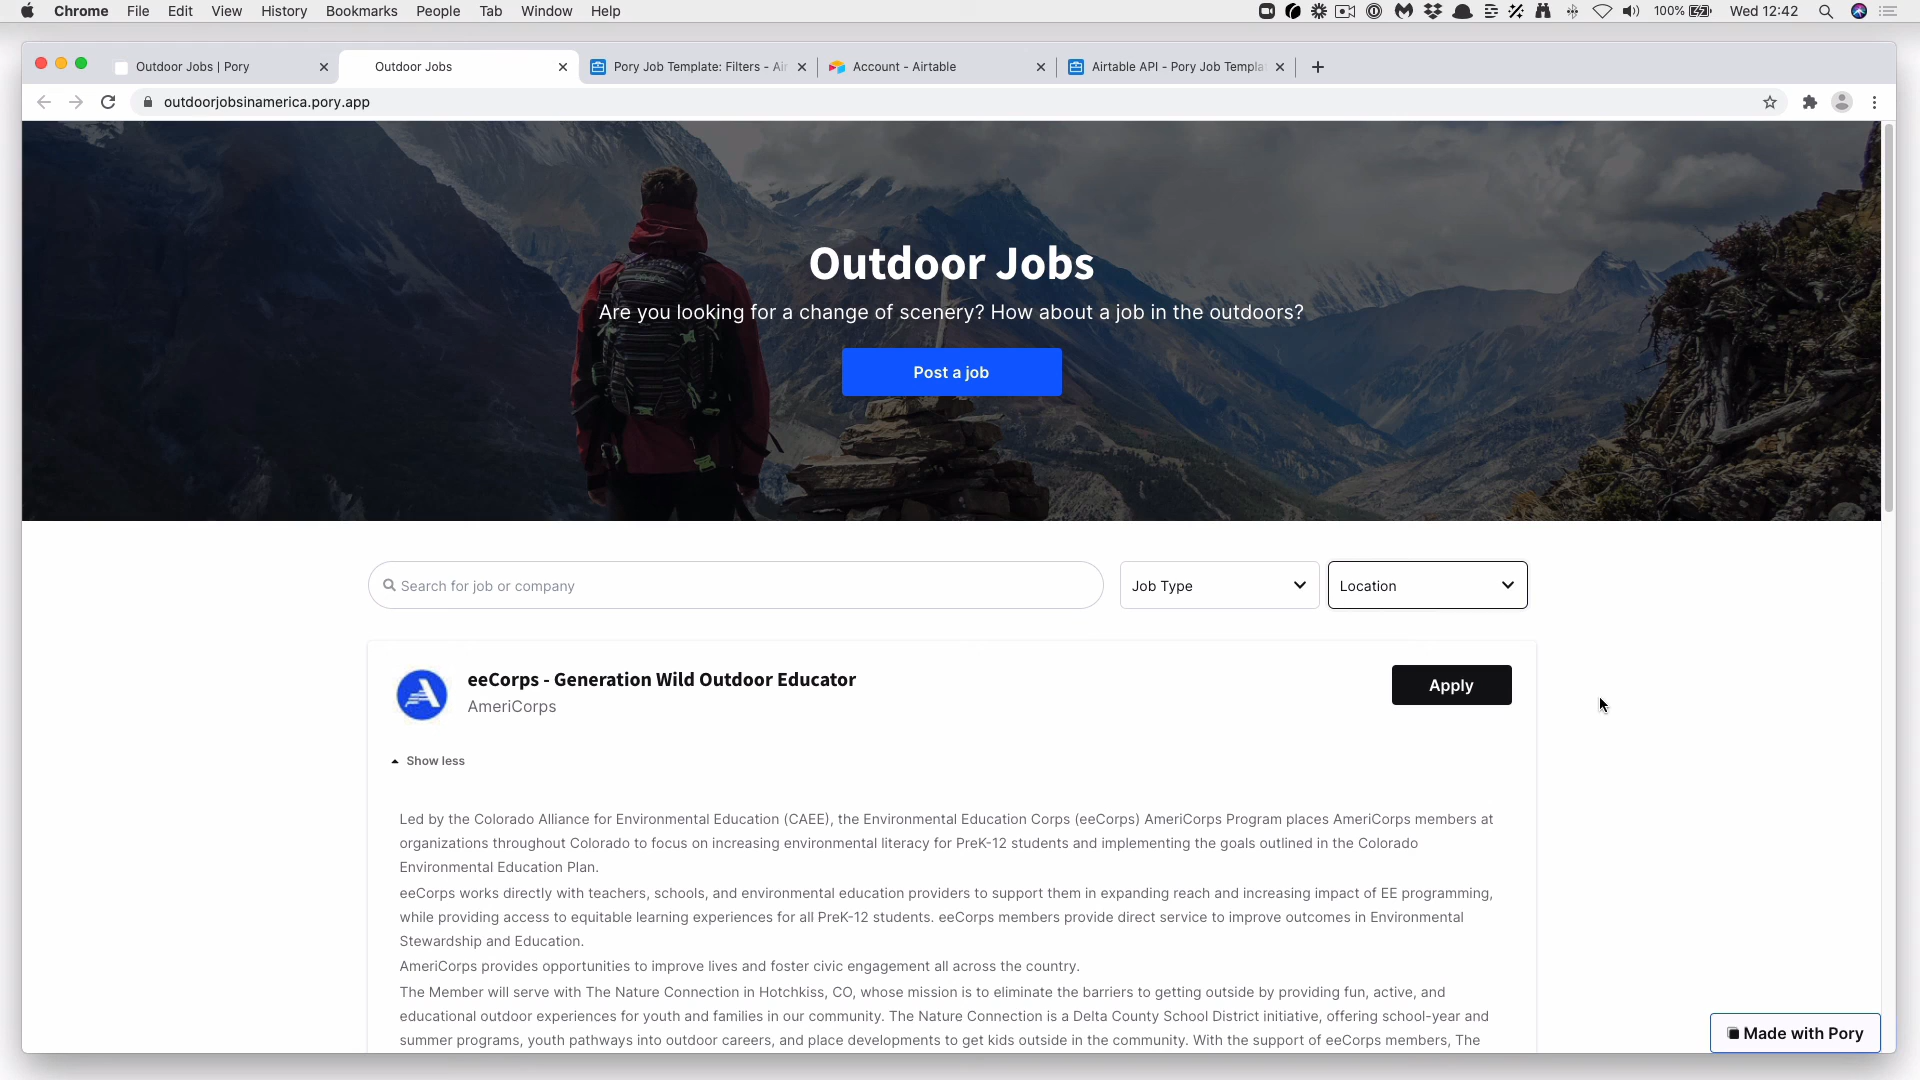 Chrome File Edit View History Bookmarks People Tab Window Help 100% Wed 12:42
Outdoor Jobs | Pory
Outdoor Jobs
Pory Job Template: Filters - Air
Account - Airtable
Airtable API - Pory Job Templa
outdoorjobsinamerica.pory.app
Outdoor Jobs
Are you looking for a change of scenery? How about a job in the outdoors?
Post a job
Search for job or company
Job Type
Location
eeCorps - Generation Wild Outdoor Educator
AmeriCorps
Apply
Show less
Led by the Colorado Alliance for Environmental Education (CAEE), the Environmental Education Corps (eeCorps) AmeriCorps Program places AmeriCorps members at
organizations throughout Colorado to focus on increasing environmental literacy for PreK-12 students and implementing the goals outlined in the Colorado
Environmental Education Plan.
eeCorps works directly with teachers, schools, and environmental education providers to support them in expanding reach and increasing impact of EE programming,
while providing access to equitable learning experiences for all PreK-12 students. eeCorps members provide direct service to improve outcomes in Environmental
Stewardship and Education.
AmeriCorps provides opportunities to improve lives and foster civic engagement all across the country.
The Member will serve with The Nature Connection in Hotchkiss, CO, whose mission is to eliminate the barriers to getting outside by providing fun, active, and
educational outdoor experiences for youth and families in our community. The Nature Connection is a Delta County School District initiative, offering school-year and
summer programs, youth pathways into outdoor careers, and place developments to get kids outside in the community. With the support of eeCorps members, The
Made with Pory